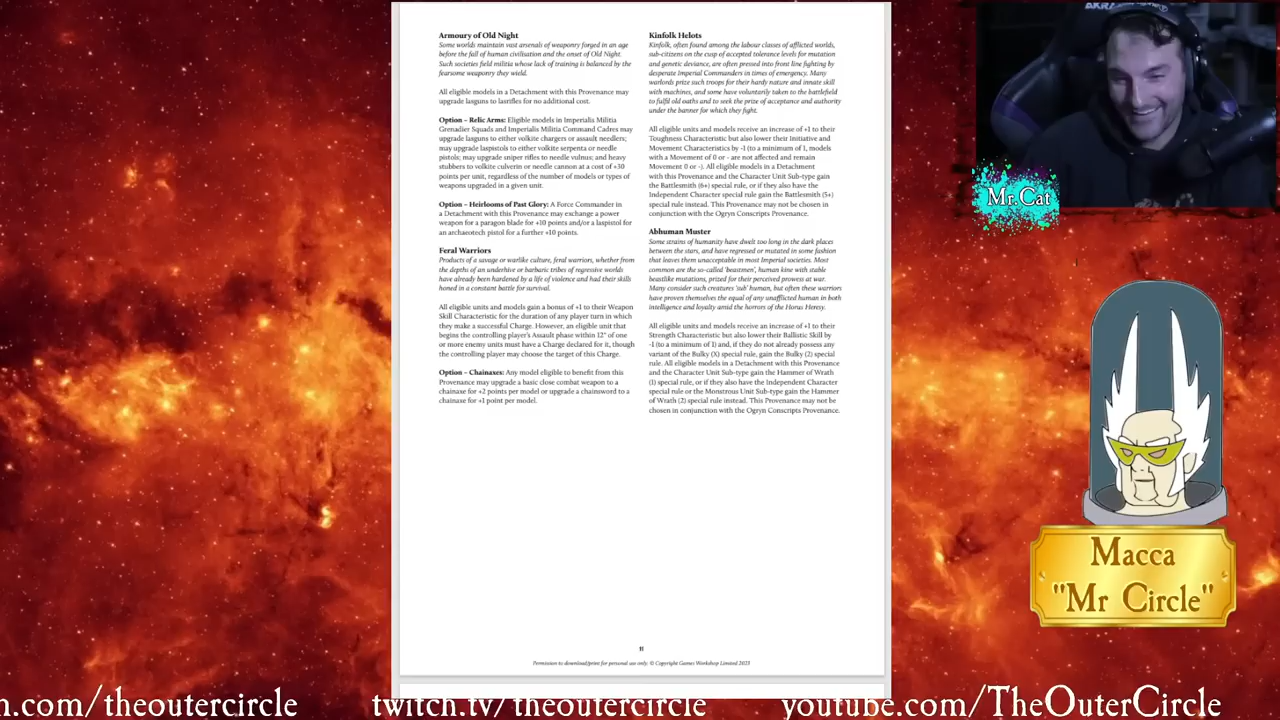 Armoury of Old Night
Some worlds maintain vast arsenals of weaponry forged in an age
before the fall of human civilisation and the onset of Old Night.
Such societies field militia whose lack of training is balanced by the
fearsome weaponry they wield.
All eligible models in a Detachment with this Provenance may
upgrade lasguns to lasrifles for no additional cost.
Option – Relic Arms: Eligible models in Imperialis Militia
Grenadier Squads and Imperialis Militia Command Cadres may
upgrade lasguns to either volkite chargers or assault needlers;
may upgrade laspistols to either volkite serpenta or needle
pistols; may upgrade sniper rifles to needle vulnus; and heavy
stubbers to volkite culverin or needle cannon at a cost of +30
points per unit, regardless of the number of models or types of
weapons upgraded in a given unit.
Option – Heirlooms of Past Glory: A Force Commander in
a Detachment with this Provenance may exchange a power
weapon for a paragon blade for +10 points and/or a laspistol for
an archaeotech pistol for a further +10 points.
Feral Warriors
Products of a savage or warlike culture, feral warriors, whether from
the depths of an underhive or barbaric tribes of regressive worlds
have already been hardened by a life of violence and had their skills
honed in a constant battle for survival.
All eligible units and models gain a bonus of +1 to their Weapon
Skill Characteristic for the duration of any player turn in which
they make a successful Charge. However, an eligible unit that
begins the controlling player's Assault phase within 12" of one
or more enemy units must have a Charge declared for it, though
the controlling player may choose the target of this Charge.
Option – Chainaxes: Any model eligible to benefit from this
Provenance may upgrade a basic close combat weapon to a
chainaxe for +2 points per model or upgrade a chainsword to a
chainaxe for +1 point per model.
Kinfolk Helots
Kinfolk, often found among the labour classes of afflicted worlds,
sub-citizens on the cusp of accepted tolerance levels for mutation
and genetic deviance, are often pressed into front line fighting by
desperate Imperial Commanders in times of emergency. Many
warlords prize such troops for their hardy nature and innate skill
with machines, and some have voluntarily taken to the battlefield
to fulfil old oaths and to seek the prize of acceptance and authority
under the banner for which they fight.
All eligible units and models receive an increase of +1 to their
Toughness Characteristic but also lower their Initiative and
Movement Characteristics by -1 (to a minimum of 1, models
with a Movement of 0 or - are not affected and remain
Movement 0 or -). All eligible models in a Detachment
with this Provenance and the Character Unit Sub-type gain
the Battlesmith (6+) special rule, or if they also have the
Independent Character special rule gain the Battlesmith (5+)
special rule instead. This Provenance may not be chosen in
conjunction with the Ogryn Conscripts Provenance.
Abhuman Muster
Some strains of humanity have dwelt too long in the dark places
between the stars, and have regressed or mutated in some fashion
that leaves them unacceptable in most Imperial societies. Most
common are the so-called 'beastmen', human kine with stable
beastlike mutations, prized for their perceived prowess at war.
Many consider such creatures 'sub' human, but often these warriors
have proven themselves the equal of any unafflicted human in both
intelligence and loyalty amid the horrors of the Horus Heresy.
All eligible units and models receive an increase of +1 to their
Strength Characteristic but also lower their Ballistic Skill by
-1 (to a minimum of 1) and, if they do not already possess any
variant of the Bulky (X) special rule, gain the Bulky (2) special
rule. All eligible models in a Detachment with this Provenance
and the Character Unit Sub-type gain the Hammer of Wrath
(1) special rule, or if they also have the Independent Character
special rule or the Monstrous Unit Sub-type gain the Hammer
of Wrath (2) special rule instead. This Provenance may not be
chosen in conjunction with the Ogryn Conscripts Provenance.
11
Permission to download/print for personal use only. © Copyright Games Workshop Limited 2023
Mr.Cat
Macca
"Mr Circle"
m.com/theoutercircle twitch.tv/theoutercircle youtube.com/TheOuterCircle